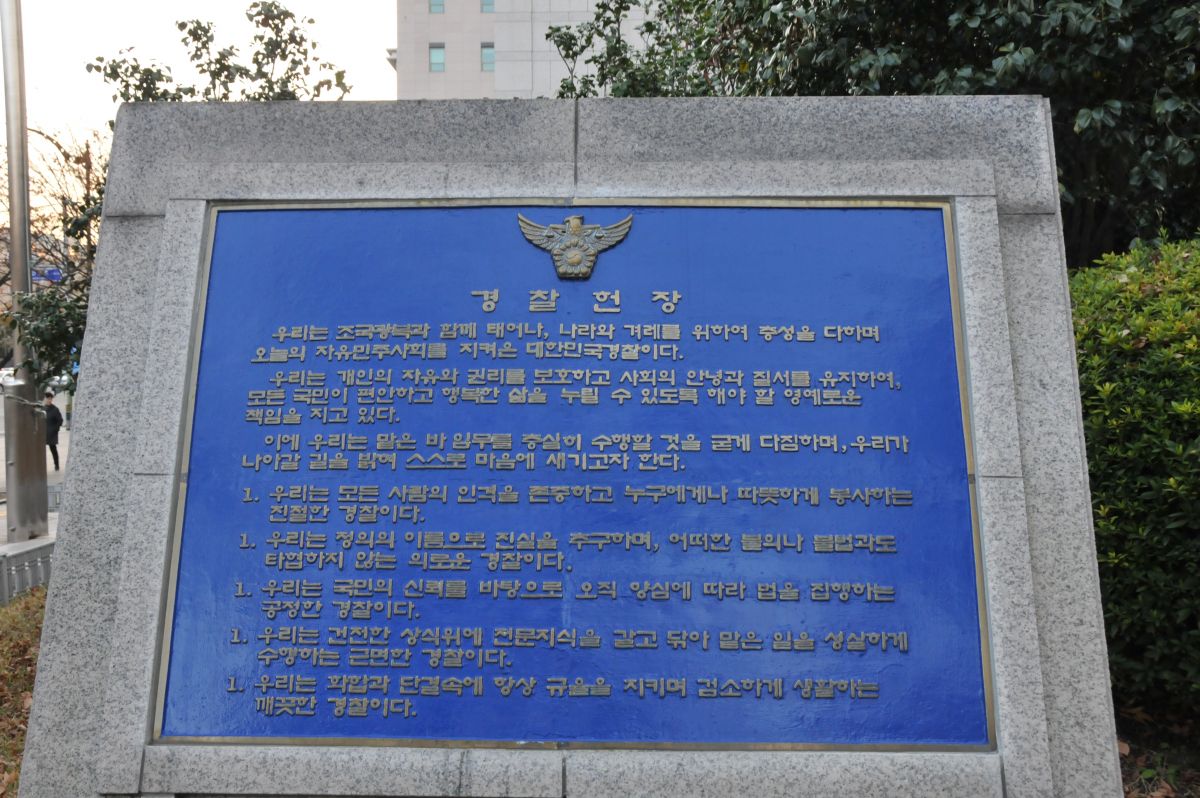 경찰헌장
우리는 조국광복과 함께 태어나, 나라와 겨레를 위하여 충성을 다하며
오늘의 자유민주사회를 지켜온 대한민국경찰이다.
우리는 개인의 자유와 권리를 보호하고 사회의 안녕과 질서를 유지하여,
모든 국민이 편안하고 행복한 삶을 누릴 수 있도록 해야 할 영예로운
책임을 지고 있다.
이에 우리는 맡은 바 임무를 충실히 수행할 것을 굳게 다짐하며, 우리가
나아갈 길을 밝혀 스스로 마음에 새기고자 한다.
1. 우리는 모든 사람의 인격을 존중하고 누구에게나 따뜻하게 봉사하는
친절한 경찰이다.
1. 우리는 정의의 이름으로 진실을 추구하며, 어떠한 불의나 불법과도
타협하지 않는 의로운 경찰이다.
1. 우리는 국민의 신뢰를 바탕으로 오직 양심에 따라 법을 집행하는
공정한 경찰이다.
1. 우리는 건전한 상식위에 전문지식을 갈고 닦아 맡은 일을 성실하게
수행하는 근면한 경찰이다.
1. 우리는 화합과 단결속에 항상 규율을 지키며 검소하게 생활하는
깨끗한 경찰이다.